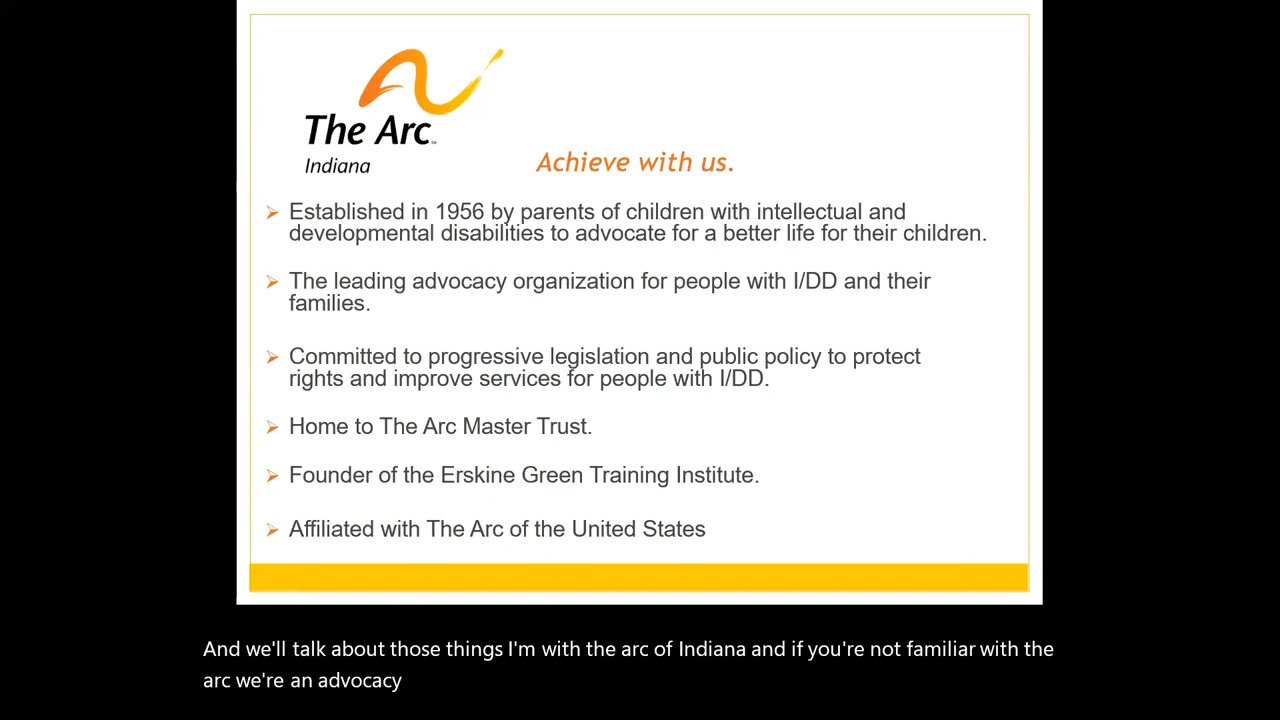 The Arc™
Indiana
Achieve with us.
➢ Established in 1956 by parents of children with intellectual and
developmental disabilities to advocate for a better life for their children.
➢ The leading advocacy organization for people with I/DD and their
families.
➢ Committed to progressive legislation and public policy to protect
rights and improve services for people with I/DD.
➢ Home to The Arc Master Trust.
➢ Founder of the Erskine Green Training Institute.
➢ Affiliated with The Arc of the United States
And we'll talk about those things I'm with the arc of Indiana and if you're not familiar with the
arc we're an advocacy